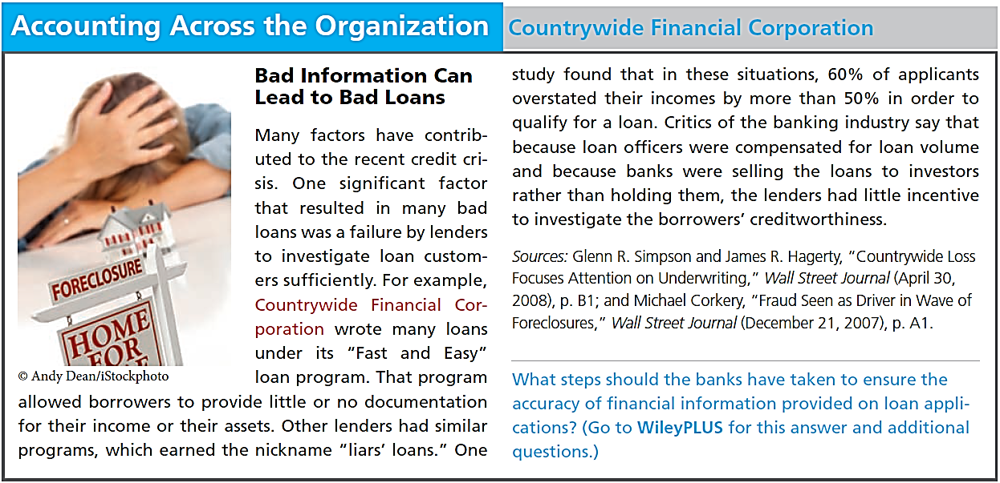 Accounting Across the Organization
Countrywide Financial Corporation
FORECLOSURE
HOME
FOR
© Andy Dean/iStockphoto
Bad Information Can
Lead to Bad Loans
Many factors have contrib-
uted to the recent credit cri-
sis. One significant factor
that resulted in many bad
loans was a failure by lenders
to investigate loan custom-
ers sufficiently. For example,
Countrywide Financial Cor-
poration wrote many loans
under its “Fast and Easy”
loan program. That program
allowed borrowers to provide little or no documentation
for their income or their assets. Other lenders had similar
programs, which earned the nickname “liars’ loans.” One
study found that in these situations, 60% of applicants
overstated their incomes by more than 50% in order to
qualify for a loan. Critics of the banking industry say that
because loan officers were compensated for loan volume
and because banks were selling the loans to investors
rather than holding them, the lenders had little incentive
to investigate the borrowers’ creditworthiness.
Sources: Glenn R. Simpson and James R. Hagerty, “Countrywide Loss
Focuses Attention on Underwriting,” Wall Street Journal (April 30,
2008), p. B1; and Michael Corkery, “Fraud Seen as Driver in Wave of
Foreclosures,” Wall Street Journal (December 21, 2007), p. A1.
What steps should the banks have taken to ensure the
accuracy of financial information provided on loan appli-
cations? (Go to WileyPLUS for this answer and additional
questions.)